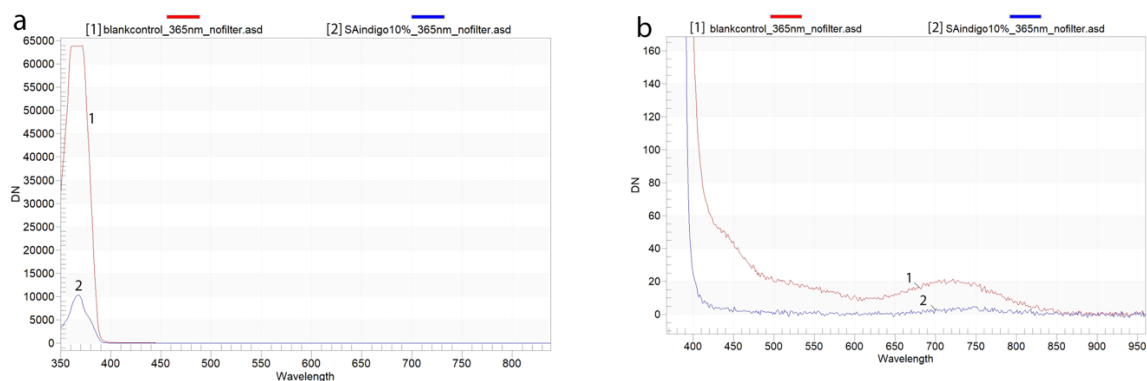 a
[1] blankcontrol_365nm_nofilter.asd [2] SAindigo10%_365nm_nofilter.asd
65000
60000
55000
50000
45000
40000
35000
30000
25000
20000
15000
10000
5000
0
DN
1
2
350 400 450 500 550 600 650 700 750 800
Wavelength
b
[1] blankcontrol_365nm_nofilter.asd [2] SAindigo10%_365nm_nofilter.asd
160
140
120
100
80
60
40
20
0
DN
1
2
400 450 500 550 600 650 700 750 800 850 900 950
Wavelength